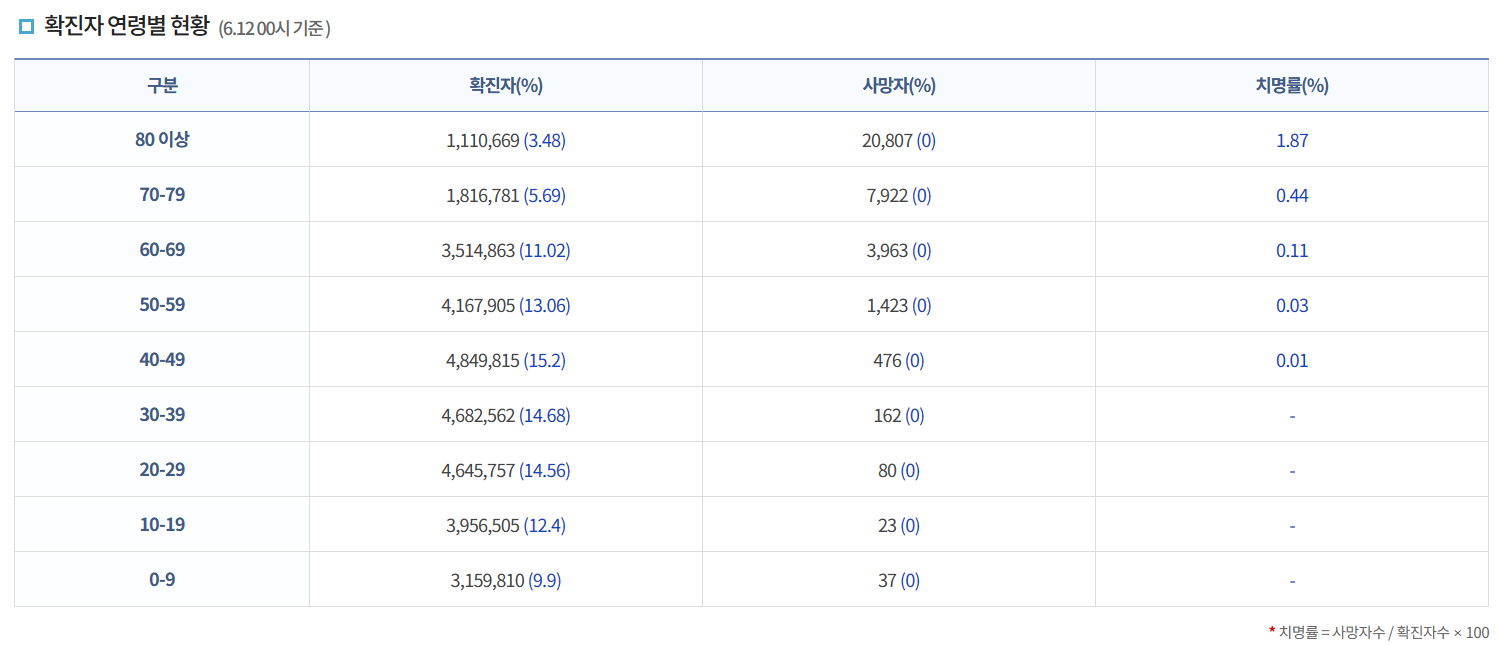 확진자 연령별 현황 (6.12 00시 기준)
구분 확진자(%) 사망자(%) 치명률(%)
80 이상 1,110,669 (3.48) 20,807 (0) 1.87
70-79 1,816,781 (5.69) 7,922 (0) 0.44
60-69 3,514,863 (11.02) 3,963 (0) 0.11
50-59 4,167,905 (13.06) 1,423 (0) 0.03
40-49 4,849,815 (15.2) 476 (0) 0.01
30-39 4,682,562 (14.68) 162 (0) -
20-29 4,645,757 (14.56) 80 (0) -
10-19 3,956,505 (12.4) 23 (0) -
0-9 3,159,810 (9.9) 37 (0) -
* 치명률 = 사망자수 / 확진자수 × 100